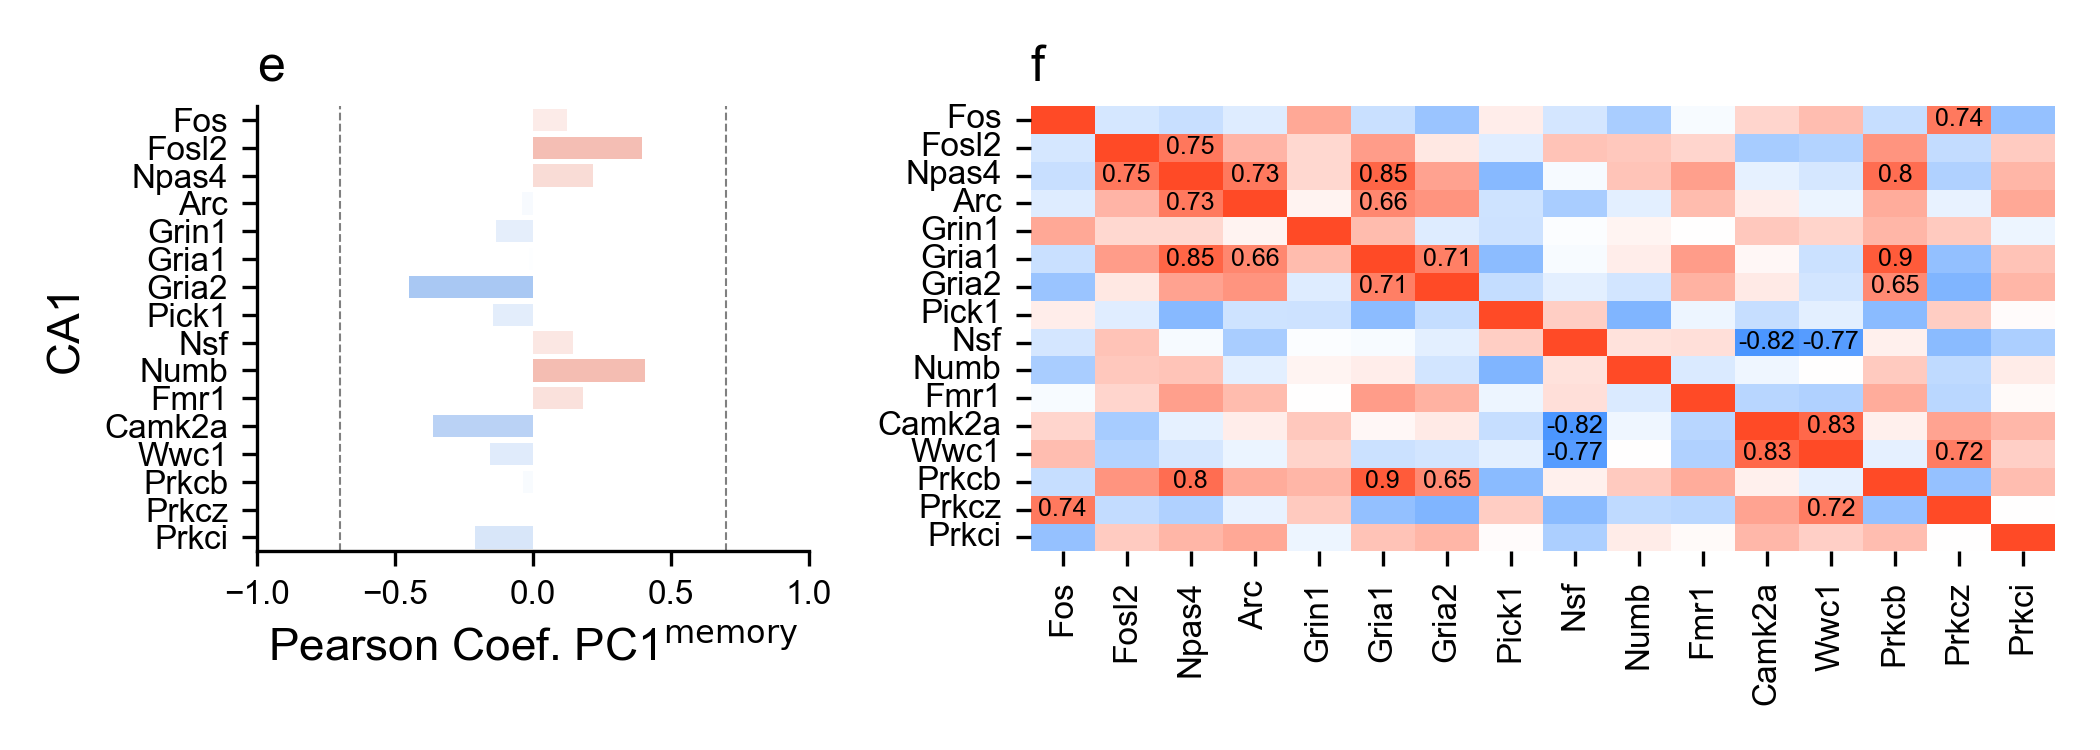 e
CA1
Fos
Fosl2
Npas4
Arc
Grin1
Gria1
Gria2
Pick1
Nsf
Numb
Fmr1
Camk2a
Wwc1
Prkcb
Prkcz
Prkci
−1.0 −0.5 0.0 0.5 1.0
Pearson Coef. PC1memory
f
Fos 0.74
Fosl2 0.75
Npas4 0.75 0.73 0.85 0.8
Arc 0.73 0.66
Grin1
Gria1 0.85 0.66 0.71 0.9
Gria2 0.71 0.65
Pick1
Nsf -0.82 -0.77
Numb
Fmr1
Camk2a -0.82 0.83
Wwc1 -0.77 0.83 0.72
Prkcb 0.8 0.9 0.65
Prkcz 0.74 0.72
Prkci
Fos Fosl2 Npas4 Arc Grin1 Gria1 Gria2 Pick1 Nsf Numb Fmr1 Camk2a Wwc1 Prkcb Prkcz Prkci